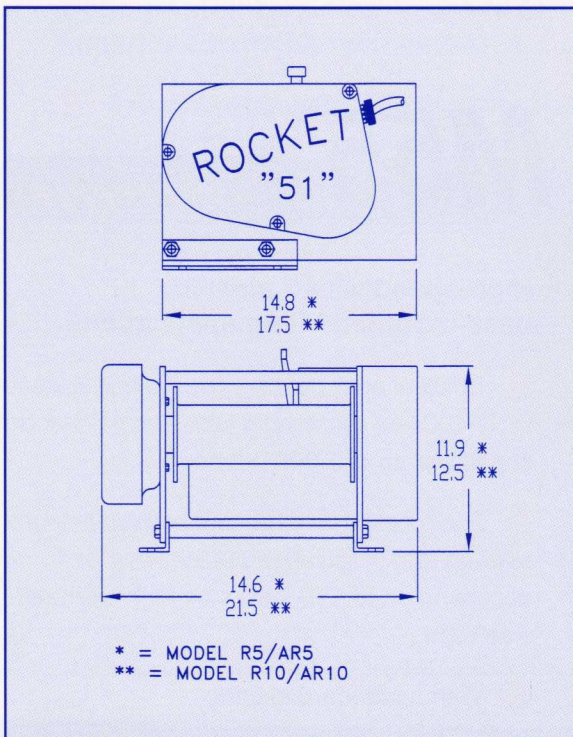 ROCKET
"51"
14.8 *
17.5 **
11.9 *
12.5 **
14.6 *
21.5 **
* = MODEL R5/AR5
** = MODEL R10/AR10